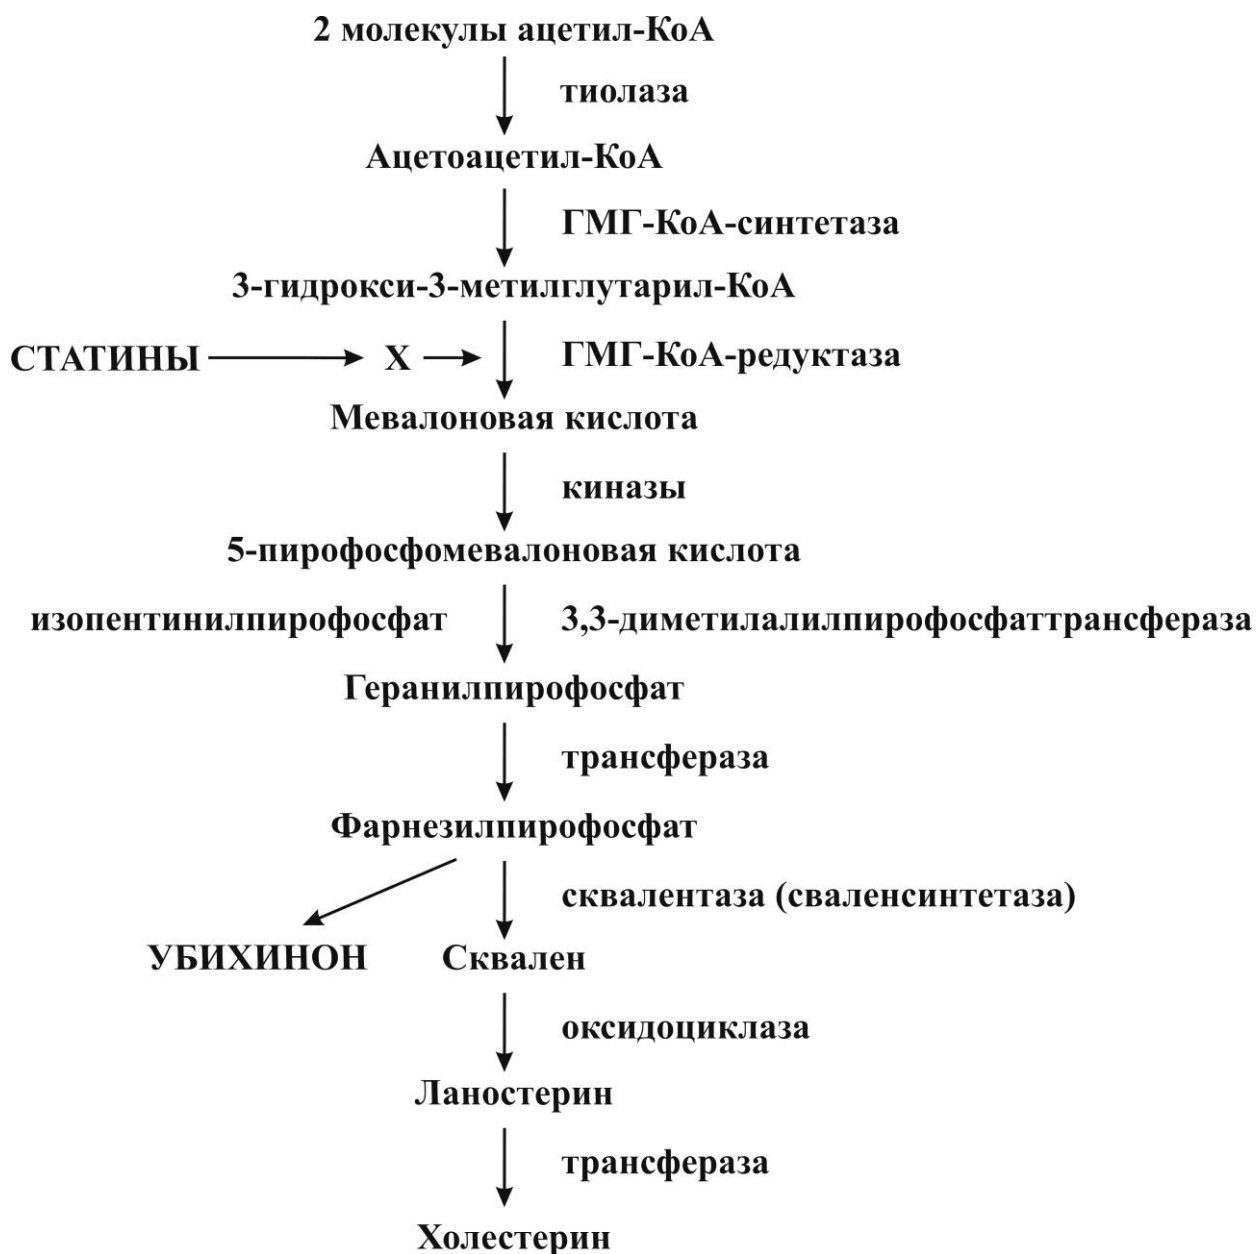 2 молекулы ацетил-КоА
тиолаза
Ацетоацетил-КоА
ГМГ-КоА-синтетаза
3-гидрокси-3-метилглутарил-КоА
СТАТИНЫ X ГМГ-КоА-редуктаза
Мевалоновая кислота
киназы
5-пирофосфомевалоновая кислота
изопентинилпирофосфат 3,3-диметилалилпирофосфаттрансфераза
Геранилпирофосфат
трансфераза
Фарнезилпирофосфат
сквалентаза (сваленсинтетаза)
УБИХИНОН Сквален
оксидоциклаза
Ланостерин
трансфераза
Холестерин